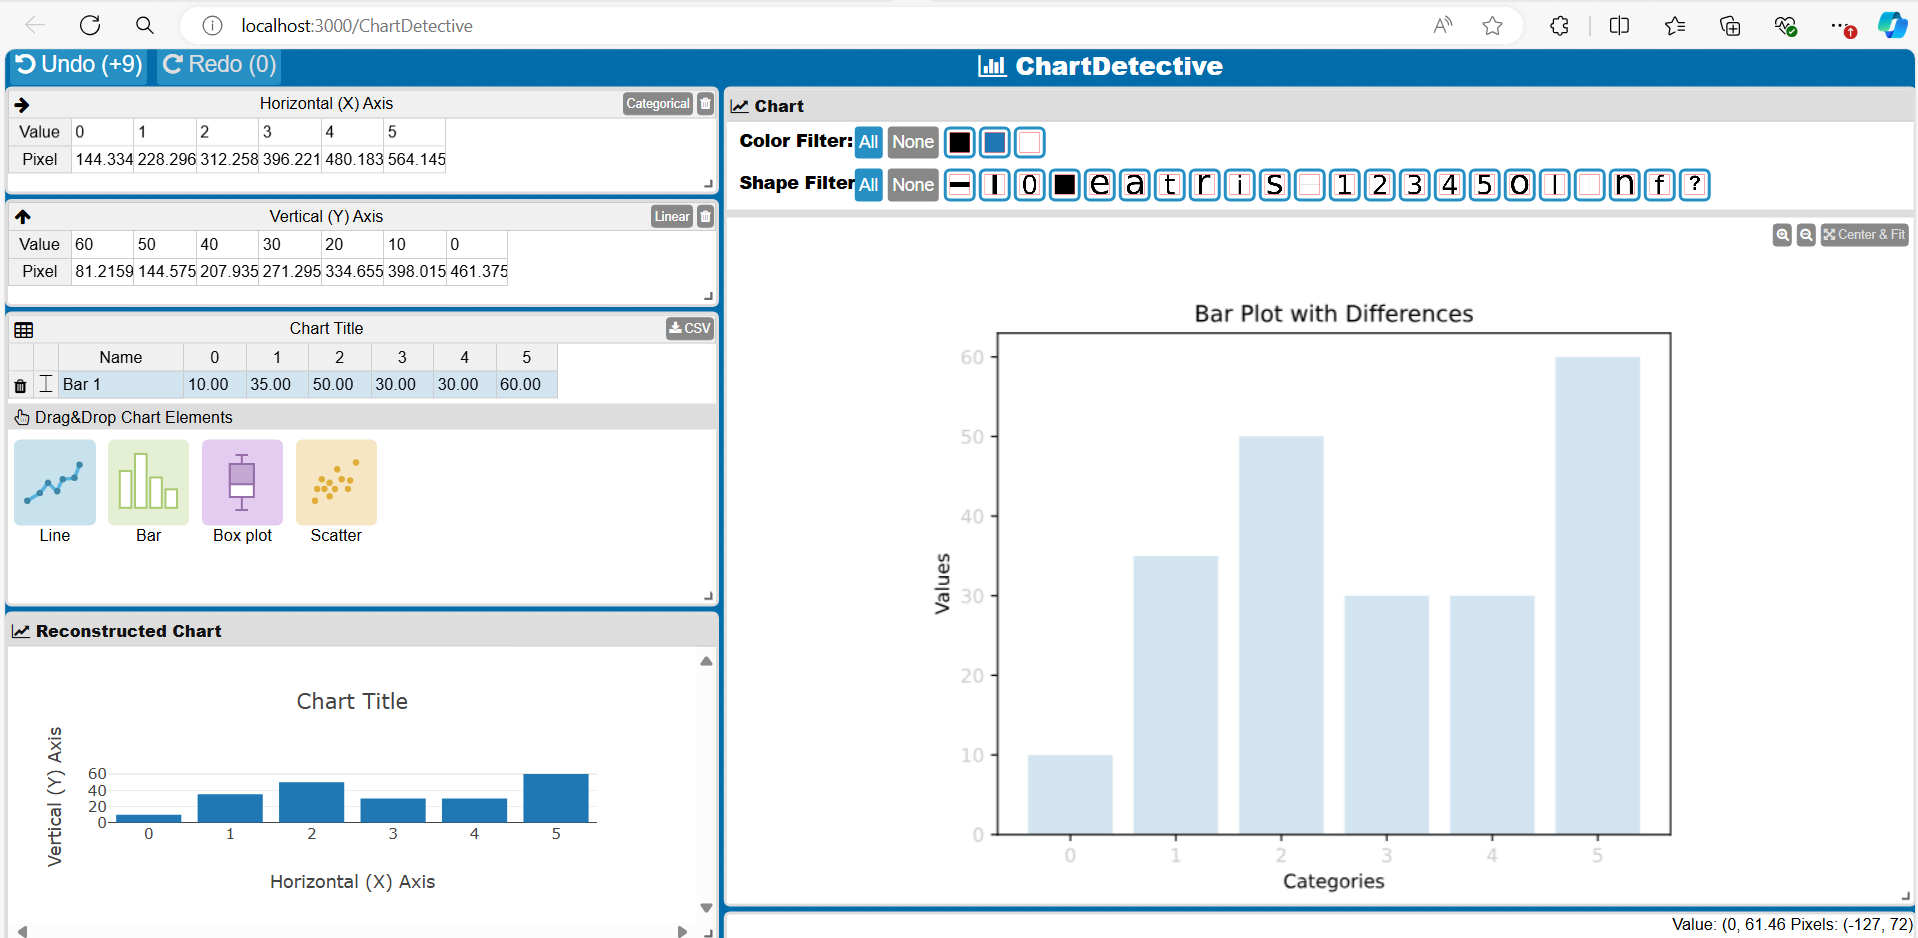 localhost:3000/ChartDetective
Undo (+9) Redo (0)
ChartDetective
Horizontal (X) Axis Categorical
Value 0 1 2 3 4 5
Pixel 144.334 228.296 312.258 396.221 480.183 564.145
Vertical (Y) Axis Linear
Value 60 50 40 30 20 10 0
Pixel 81.2159 144.575 207.935 271.295 334.655 398.015 461.375
Chart Title CSV
Name 0 1 2 3 4 5
Bar 1 10.00 35.00 50.00 30.00 30.00 60.00
Drag&Drop Chart Elements
Line Bar Box plot Scatter
Reconstructed Chart
Chart Title
Vertical (Y) Axis
60
40
20
0
0 1 2 3 4 5
Horizontal (X) Axis
Chart
Color Filter: All None
Shape Filter All None 0 e a t r i s 1 2 3 4 5 o l n f ?
Center & Fit
Bar Plot with Differences
Values
60
50
40
30
20
10
0
0 1 2 3 4 5
Categories
Value: (0, 61.46 Pixels: (-127, 72)